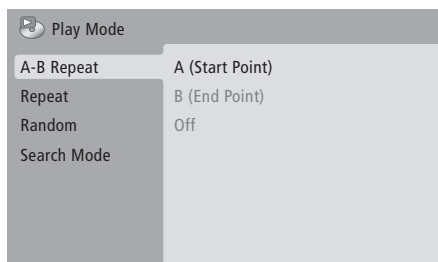 Play Mode
A-B Repeat
Repeat
Random
Search Mode
A (Start Point)
B (End Point)
Off